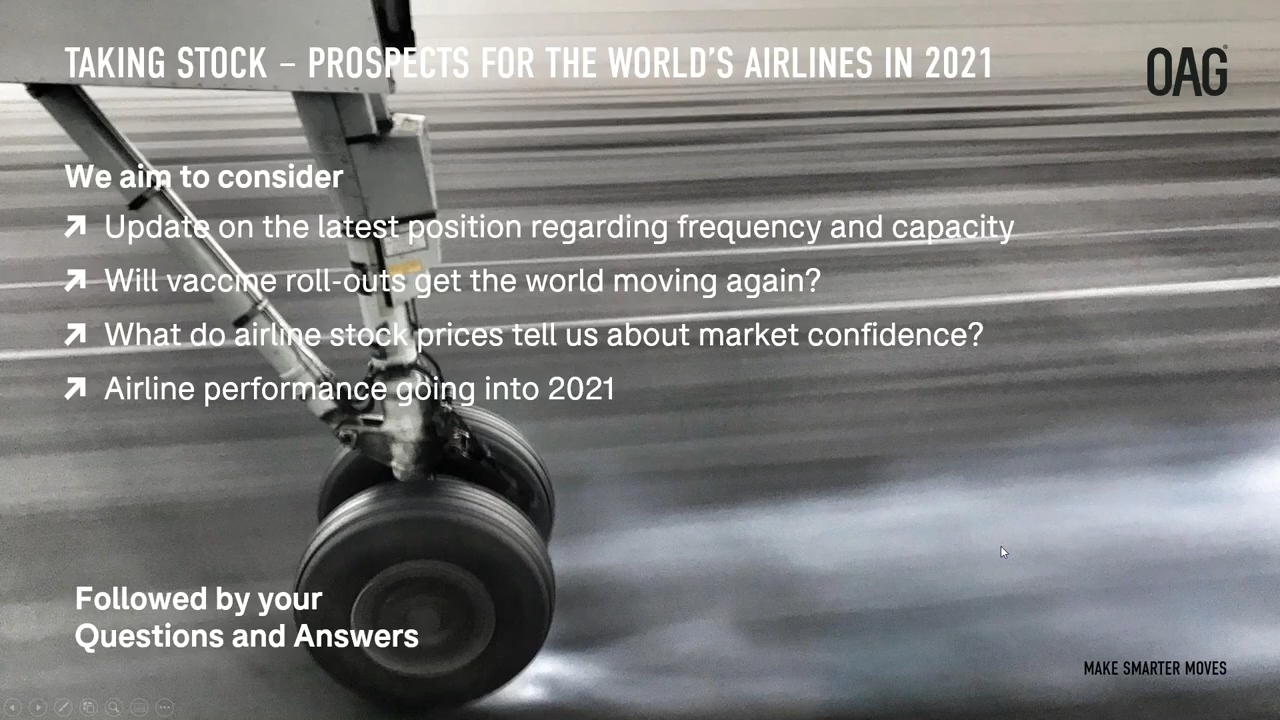 TAKING STOCK – PROSPECTS FOR THE WORLD'S AIRLINES IN 2021
OAG
We aim to consider
Update on the latest position regarding frequency and capacity
Will vaccine roll-outs get the world moving again?
What do airline stock prices tell us about market confidence?
Airline performance going into 2021
Followed by your
Questions and Answers
MAKE SMARTER MOVES